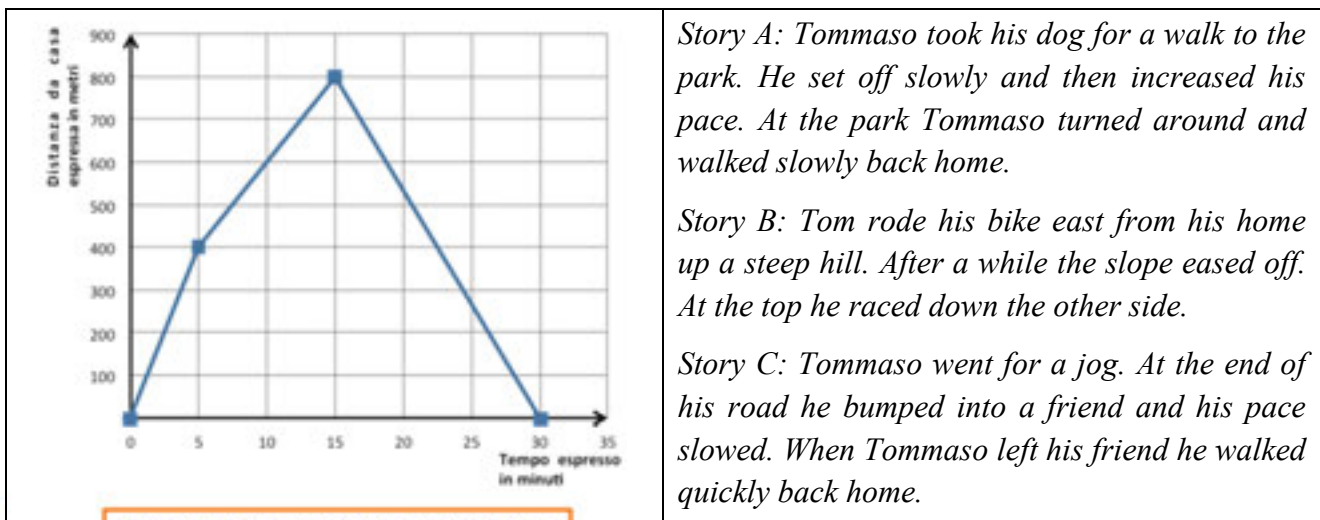 Distanza da casa
espressa in metri
900
800
700
600
500
400
300
200
100
0 5 10 15 20 25 30 35
Tempo espresso
in minuti
Story A: Tommaso took his dog for a walk to the
park. He set off slowly and then increased his
pace. At the park Tommaso turned around and
walked slowly back home.
Story B: Tom rode his bike east from his home
up a steep hill. After a while the slope eased off.
At the top he raced down the other side.
Story C: Tommaso went for a jog. At the end of
his road he bumped into a friend and his pace
slowed. When Tommaso left his friend he walked
quickly back home.